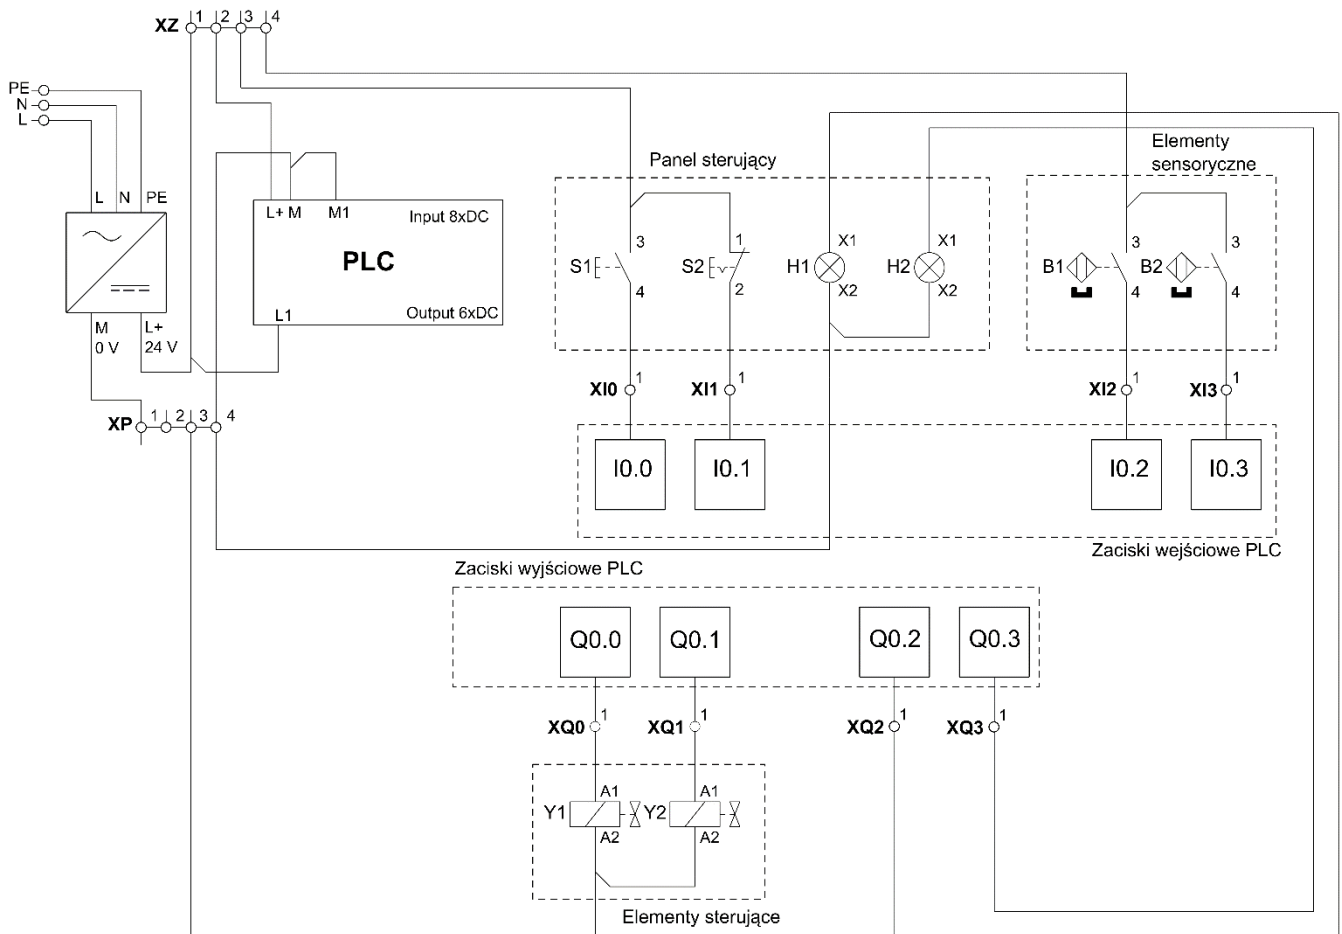 XZ 1 2 3 4
PE
N
L
L N PE
M
0 V
L+
24 V
L+ M M1
Input 8xDC
PLC
L1
Output 6xDC
XP 1 2 3 4
Panel sterujący
S1 3 4
S2 1 2
H1 X1 X2
H2 X1 X2
Elementy
sensoryczne
B1 3 4
B2 3 4
XI0 1
XI1 1
XI2 1
XI3 1
I0.0
I0.1
I0.2
I0.3
Zaciski wejściowe PLC
Zaciski wyjściowe PLC
Q0.0
Q0.1
Q0.2
Q0.3
XQ0 1
XQ1 1
XQ2 1
XQ3 1
Y1 A1 A2
Y2 A1 A2
Elementy sterujące